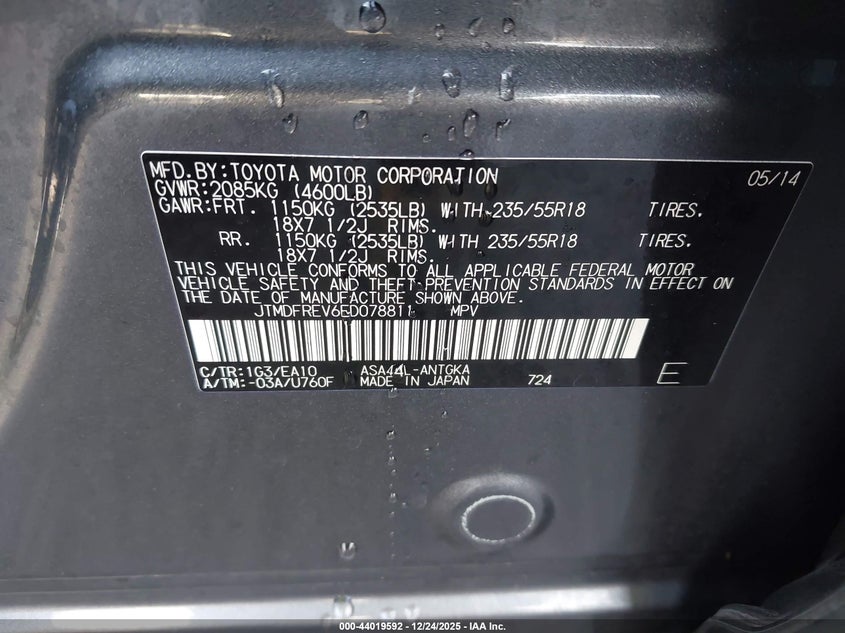 MFD.BY:TOYOTA MOTOR CORPORATION 05/14
GVWR:2085KG (4600LB)
GAWR:FRT. 1150KG (2535LB) WITH 235/55R18 TIRES.
18X7 1/2J RIMS.
RR. 1150KG (2535LB) WITH 235/55R18 TIRES.
18X7 1/2J RIMS.
THIS VEHICLE CONFORMS TO ALL APPLICABLE FEDERAL MOTOR
VEHICLE SAFETY AND THEFT PREVENTION STANDARDS IN EFFECT ON
THE DATE OF MANUFACTURE SHOWN ABOVE.
JTMDFREV6ED078811 MPV
C/TR:1G3/EA10 ASA44L-ANTGKA
A/TM:-03A/U760F MADE IN JAPAN 724 E
000-44019592 - 12/24/2025 - IAA Inc.